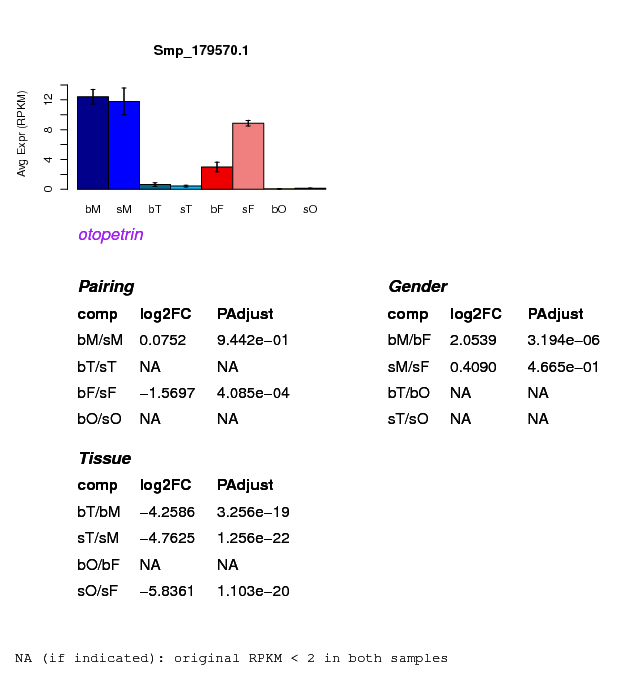 Smp_179570.1
Avg Expr (RPKM)
0 4 8 12
bM sM bT sT bF sF bO sO
otopetrin
Pairing
comp log2FC PAdjust
bM/sM 0.0752 9.442e−01
bT/sT NA NA
bF/sF −1.5697 4.085e−04
bO/sO NA NA
Gender
comp log2FC PAdjust
bM/bF 2.0539 3.194e−06
sM/sF 0.4090 4.665e−01
bT/bO NA NA
sT/sO NA NA
Tissue
comp log2FC PAdjust
bT/bM −4.2586 3.256e−19
sT/sM −4.7625 1.256e−22
bO/bF NA NA
sO/sF −5.8361 1.103e−20
NA (if indicated): original RPKM < 2 in both samples